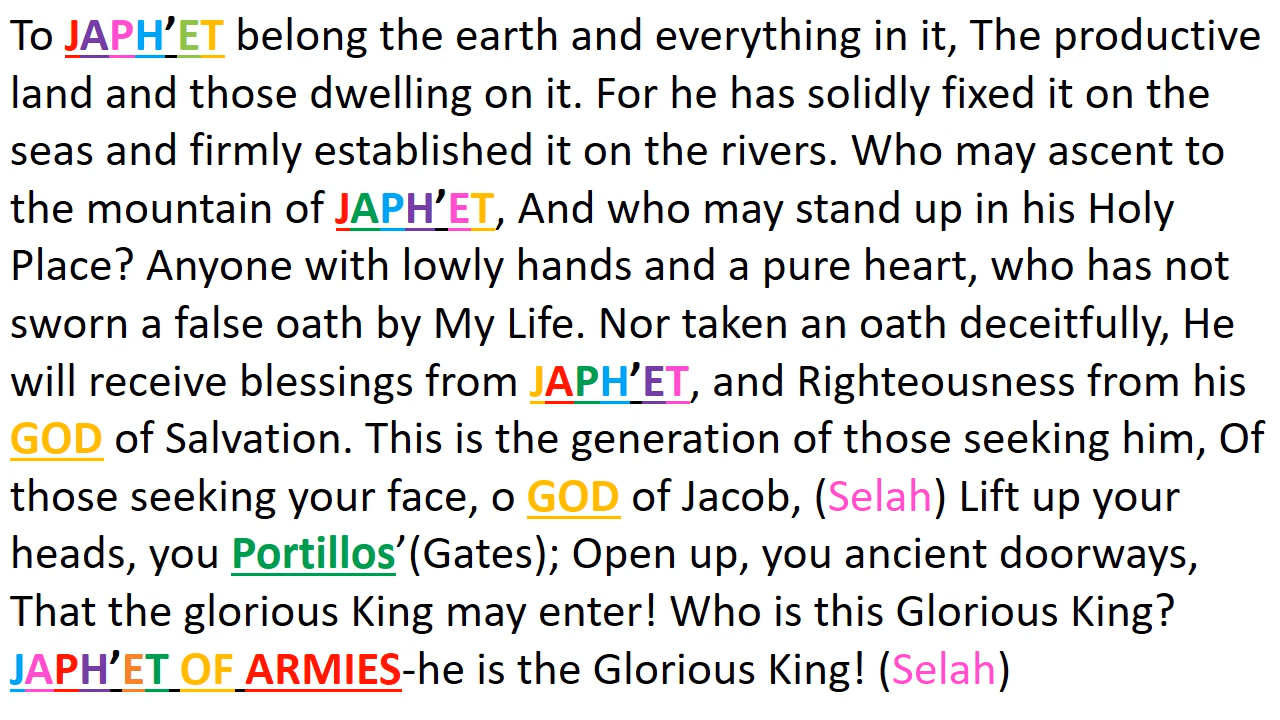 To JAPH’ET belong the earth and everything in it, The productive
land and those dwelling on it. For he has solidly fixed it on the
seas and firmly established it on the rivers. Who may ascent to
the mountain of JAPH’ET, And who may stand up in his Holy
Place? Anyone with lowly hands and a pure heart, who has not
sworn a false oath by My Life. Nor taken an oath deceitfully, He
will receive blessings from JAPH’ET, and Righteousness from his
GOD of Salvation. This is the generation of those seeking him, Of
those seeking your face, o GOD of Jacob, (Selah) Lift up your
heads, you Portillos’(Gates); Open up, you ancient doorways,
That the glorious King may enter! Who is this Glorious King?
JAPH’ET OF ARMIES-he is the Glorious King! (Selah)